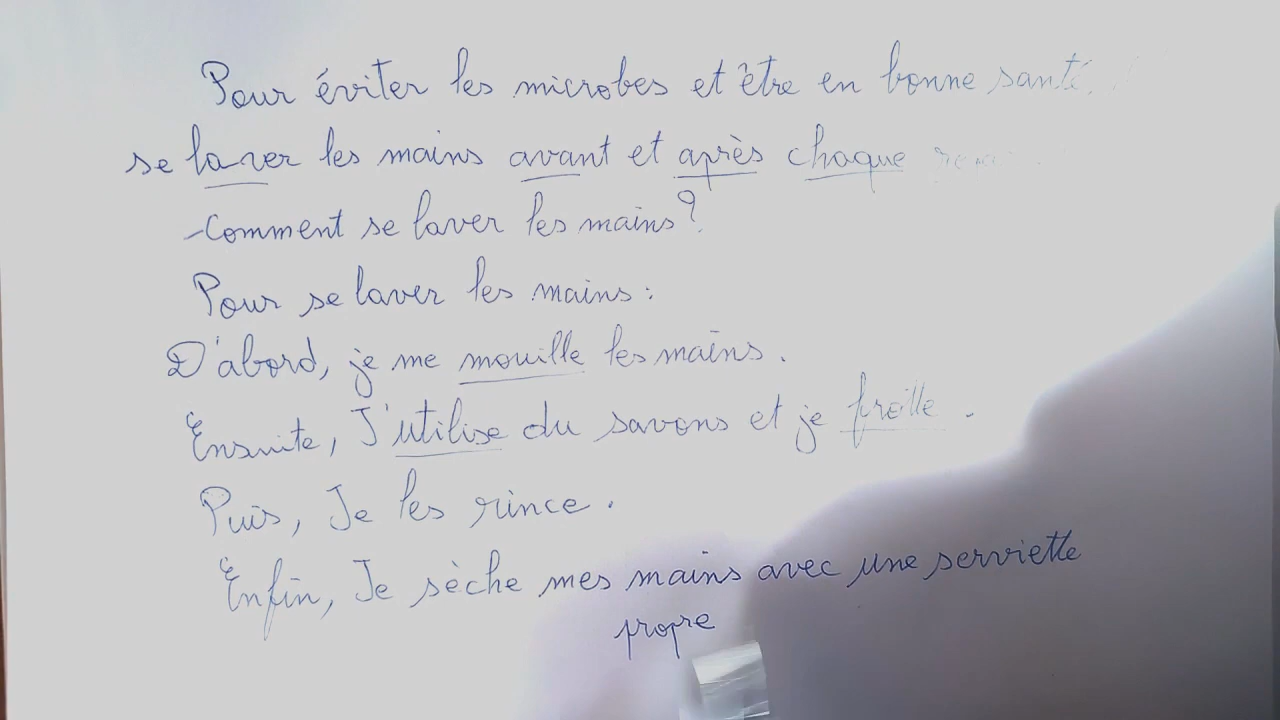 Pour éviter les microbes et être en bonne santé,
se laver les mains avant et après chaque
-Comment se laver les mains?
Pour se laver les mains :
D'abord, je me mouille les mains.
Ensuite, J'utilise du savons et je frotte.
Puis, Je les rince.
Enfin, Je sèche mes mains avec une serviette
propre